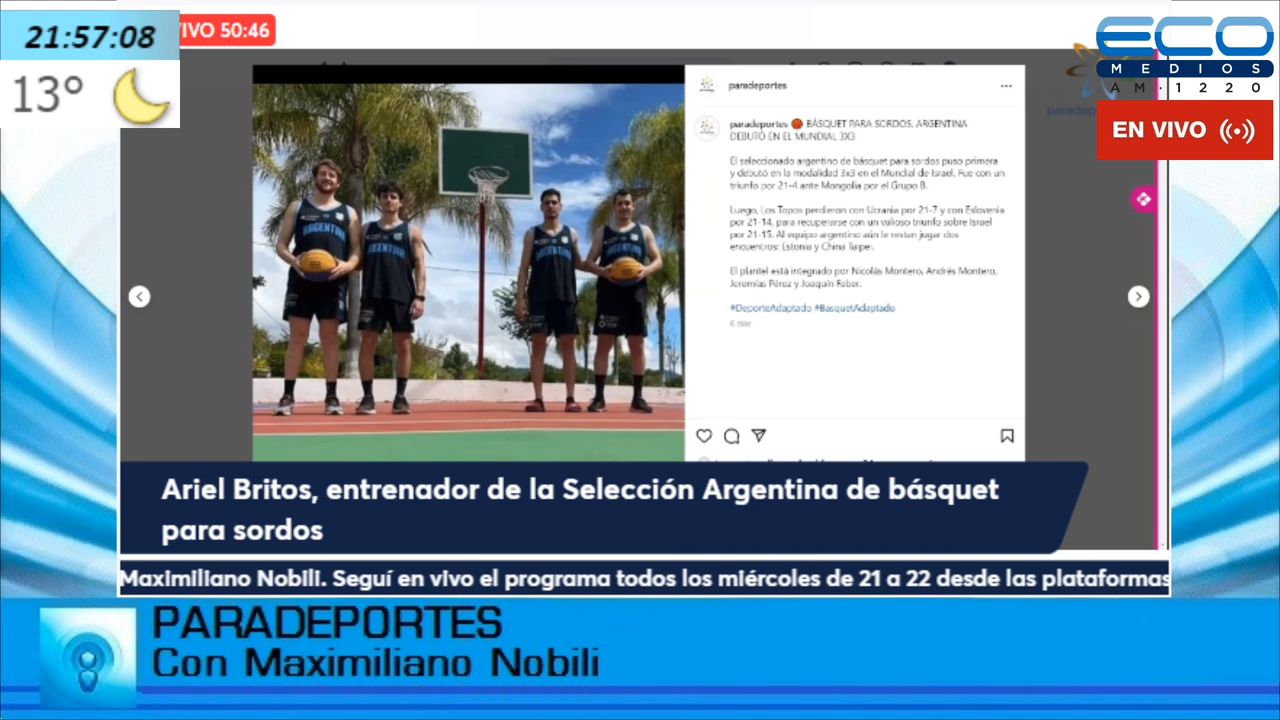 21:57:08
VIVO 50:46
13°
ECO
MEDIOS
AM·1220
EN VIVO
paradeportes
paradeportes BÁSQUET PARA SORDOS. ARGENTINA
DEBUTÓ EN EL MUNDIAL 3X3
El seleccionado argentino de básquet para sordos puso primera
y debutó en la modalidad 3x3 en el Mundial de Israel. Fue con un
triunfo por 21-4 ante Mongolia por el Grupo B.
Luego, Los Topos perdieron con Ucrania por 21-7 y con Eslovenia
por 21-14, para recuperarse con un valioso triunfo sobre Israel
por 21-15. Al equipo argentino aún le restan jugar dos
encuentros: Estonia y China Taipei.
El plantel está integrado por Nicolás Montero, Andrés Montero,
Jeremías Pérez y Joaquín Faber.
#DeporteAdaptado #BasquetAdaptado
6 días
ARGENTINA
ARGENTINA
ARGENTINA
ARGENTINA
Ariel Britos, entrenador de la Selección Argentina de básquet
para sordos
Maximiliano Nobili. Seguí en vivo el programa todos los miércoles de 21 a 22 desde las plataformas
PARADEPORTES
Con Maximiliano Nobili